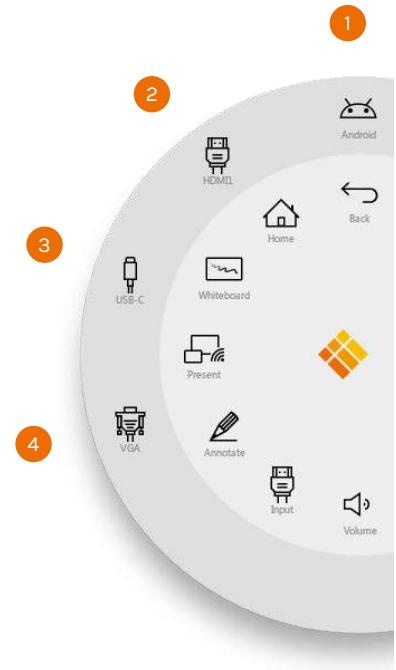 1
2
Android
HDMI1
Back
Home
3
USB-C
Whiteboard
Present
4
VGA
Annotate
Input
Volume